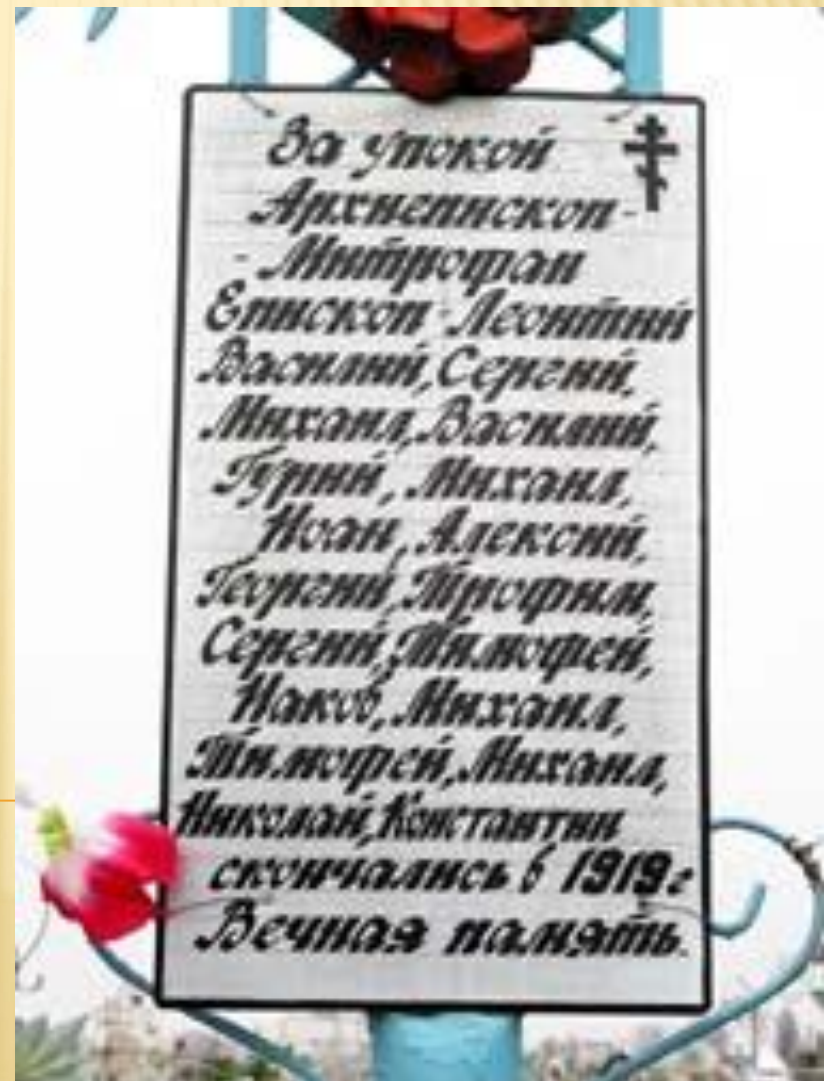 За упокой
Архиепископ-
-Митрофан
Епископ-Леонтий
Василий, Сергий,
Михаил, Василий,
Гурий, Михаил,
Иоан, Алексий,
Георгий, Трофим,
Сергий, Тимофей,
Иаков, Михаил,
Тимофей, Михаил,
Николай, Константин
скончались в 1919г
Вечная память.